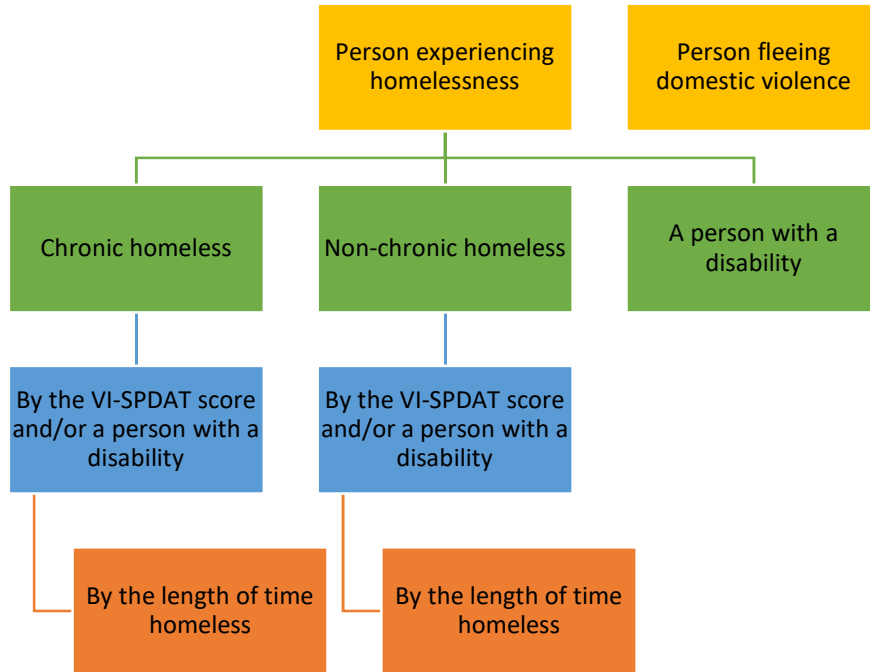 Person experiencing
homelessness
Person fleeing
domestic violence
Chronic homeless
Non-chronic homeless
A person with a
disability
By the VI-SPDAT score
and/or a person with a
disability
By the VI-SPDAT score
and/or a person with a
disability
By the length of time
homeless
By the length of time
homeless